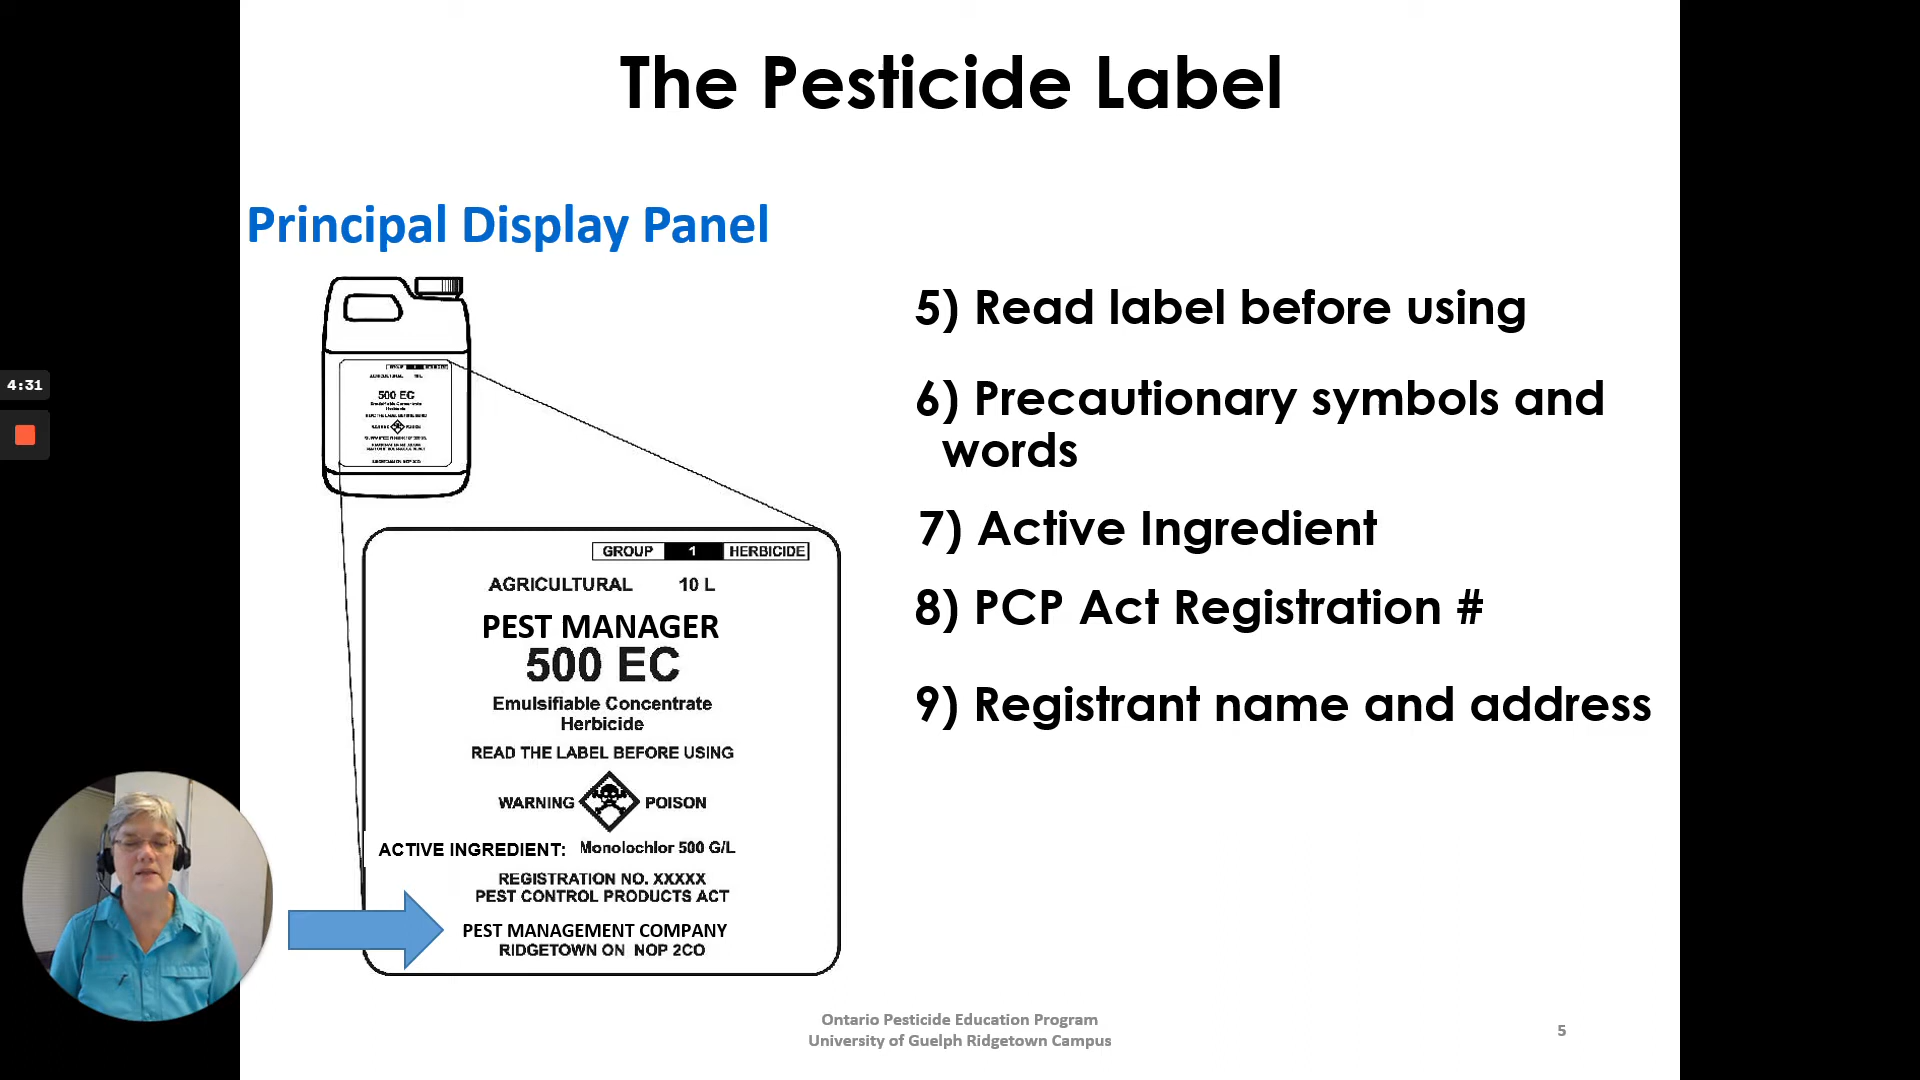 The Pesticide Label
Principal Display Panel
4:31
500 EC
5) Read label before using
6) Precautionary symbols and
words
7) Active Ingredient
8) PCP Act Registration #
9) Registrant name and address
GROUP 1 HERBICIDE
AGRICULTURAL 10 L
PEST MANAGER
500 EC
Emulsifiable Concentrate
Herbicide
READ THE LABEL BEFORE USING
WARNING POISON
ACTIVE INGREDIENT: Monolochlor 500 G/L
REGISTRATION NO. XXXXX
PEST CONTROL PRODUCTS ACT
PEST MANAGEMENT COMPANY
RIDGETOWN ON NOP 2CO
Ontario Pesticide Education Program
University of Guelph Ridgetown Campus
5